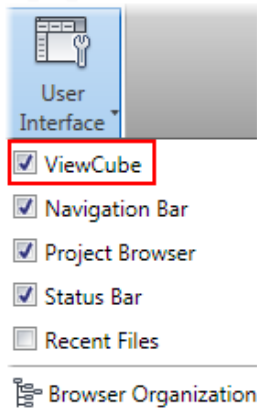 User
Interface
ViewCube
Navigation Bar
Project Browser
Status Bar
Recent Files
Browser Organization